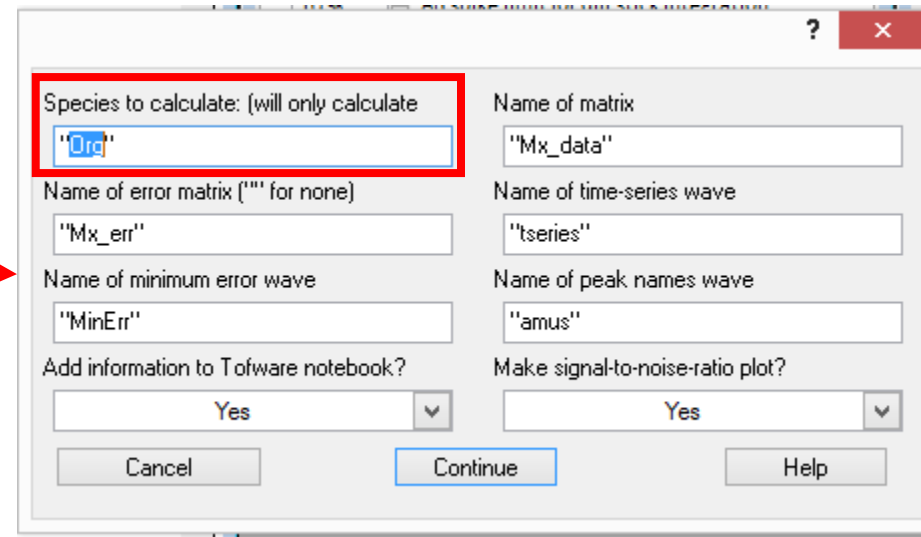 ?
Species to calculate: (will only calculate
Name of matrix
"Org"
"Mx_data"
Name of error matrix ("" for none)
Name of time-series wave
"Mx_err"
"tseries"
Name of minimum error wave
Name of peak names wave
"MinErr"
"amus"
Add information to Tofware notebook?
Make signal-to-noise-ratio plot?
Yes
Yes
Cancel
Continue
Help